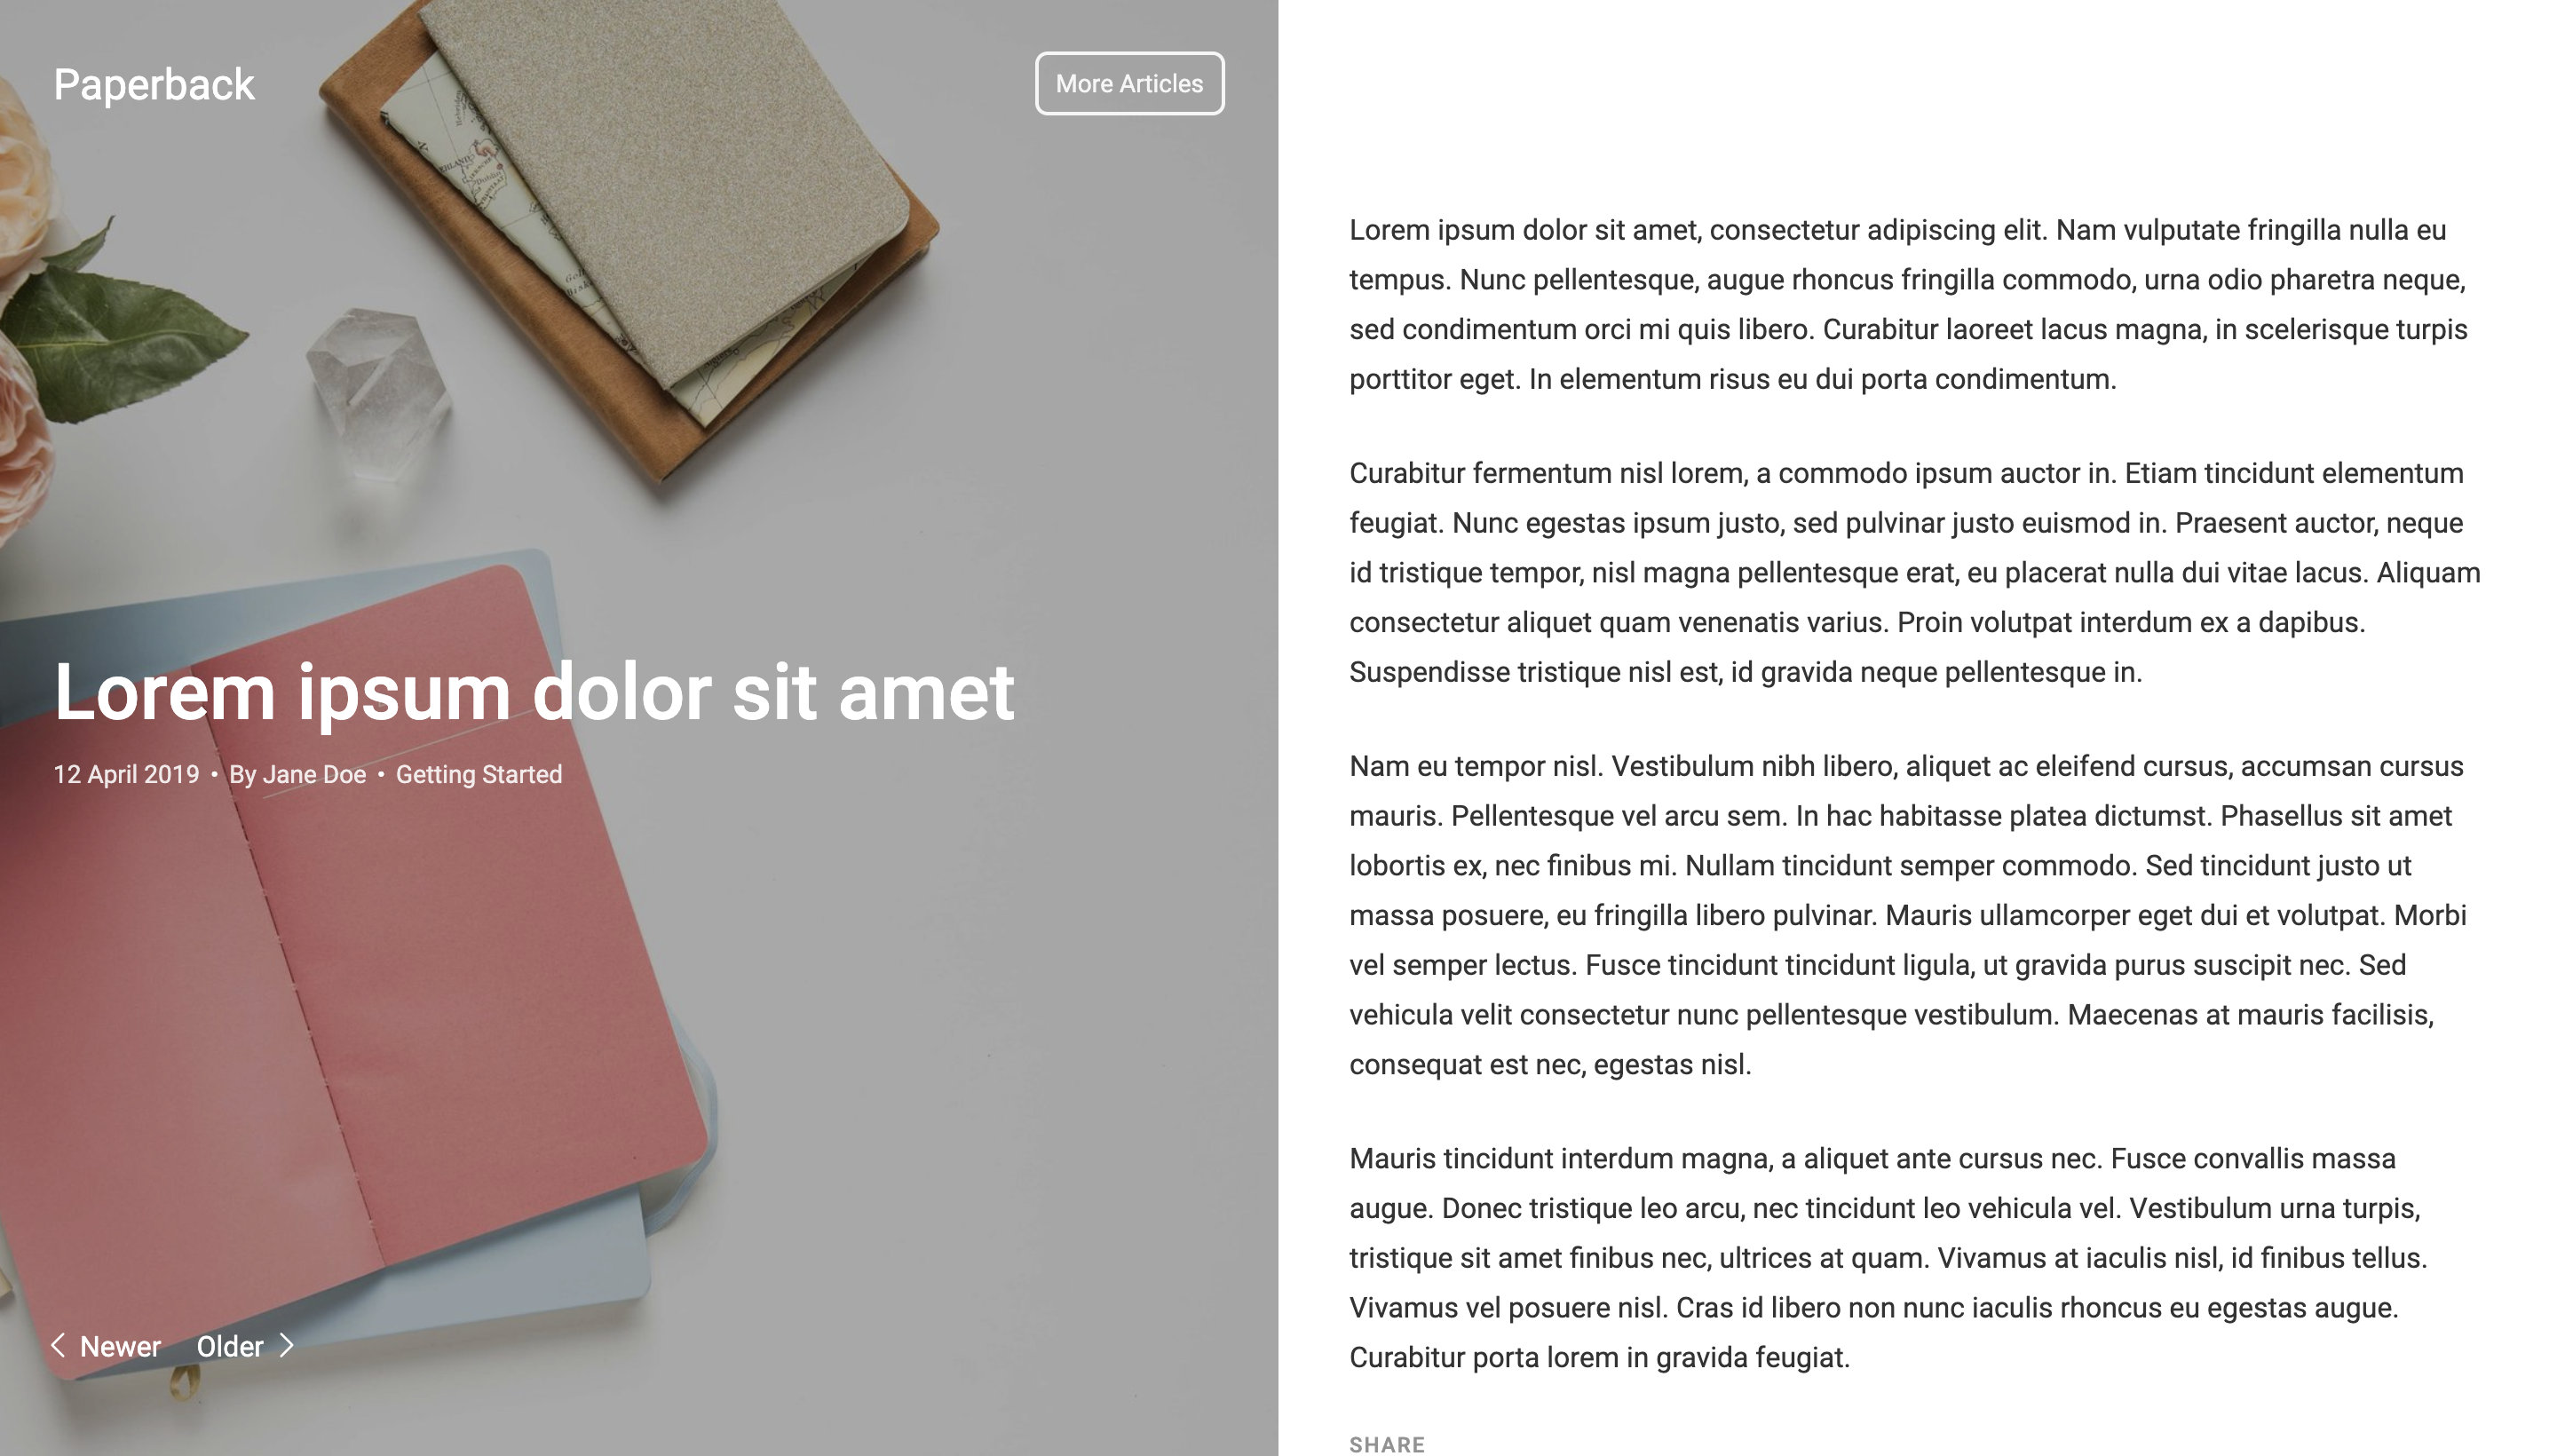 Paperback
More Articles
Lorem ipsum dolor sit amet
12 April 2019 • By Jane Doe • Getting Started
Newer
Older
Lorem ipsum dolor sit amet, consectetur adipiscing elit. Nam vulputate fringilla nulla eu
tempus. Nunc pellentesque, augue rhoncus fringilla commodo, urna odio pharetra neque,
sed condimentum orci mi quis libero. Curabitur laoreet lacus magna, in scelerisque turpis
porttitor eget. In elementum risus eu dui porta condimentum.
Curabitur fermentum nisl lorem, a commodo ipsum auctor in. Etiam tincidunt elementum
feugiat. Nunc egestas ipsum justo, sed pulvinar justo euismod in. Praesent auctor, neque
id tristique tempor, nisl magna pellentesque erat, eu placerat nulla dui vitae lacus. Aliquam
consectetur aliquet quam venenatis varius. Proin volutpat interdum ex a dapibus.
Suspendisse tristique nisl est, id gravida neque pellentesque in.
Nam eu tempor nisl. Vestibulum nibh libero, aliquet ac eleifend cursus, accumsan cursus
mauris. Pellentesque vel arcu sem. In hac habitasse platea dictumst. Phasellus sit amet
lobortis ex, nec finibus mi. Nullam tincidunt semper commodo. Sed tincidunt justo ut
massa posuere, eu fringilla libero pulvinar. Mauris ullamcorper eget dui et volutpat. Morbi
vel semper lectus. Fusce tincidunt tincidunt ligula, ut gravida purus suscipit nec. Sed
vehicula velit consectetur nunc pellentesque vestibulum. Maecenas at mauris facilisis,
consequat est nec, egestas nisl.
Mauris tincidunt interdum magna, a aliquet ante cursus nec. Fusce convallis massa
augue. Donec tristique leo arcu, nec tincidunt leo vehicula vel. Vestibulum urna turpis,
tristique sit amet finibus nec, ultrices at quam. Vivamus at iaculis nisl, id finibus tellus.
Vivamus vel posuere nisl. Cras id libero non nunc iaculis rhoncus eu egestas augue.
Curabitur porta lorem in gravida feugiat.
SHARE